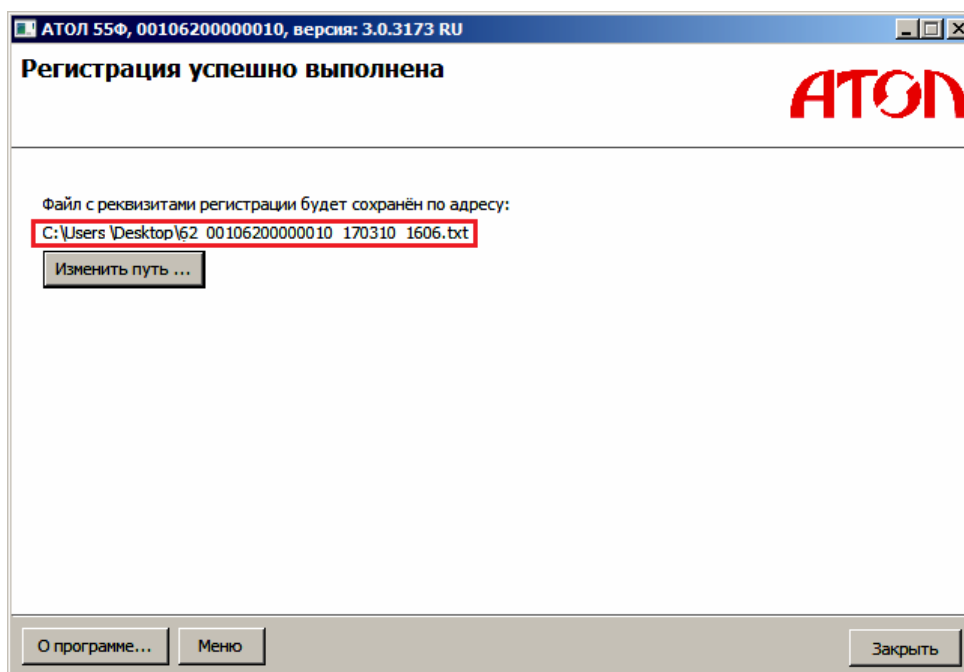 АТОЛ 55Ф, 00106200000010, версия: 3.0.3173 RU
Регистрация успешно выполнена
АТОЛ
Файл с реквизитами регистрации будет сохранён по адресу:
C:\Users \Desktop\62 00106200000010 170310 1606.txt
Изменить путь ...
О программе...
Меню
Закрыть